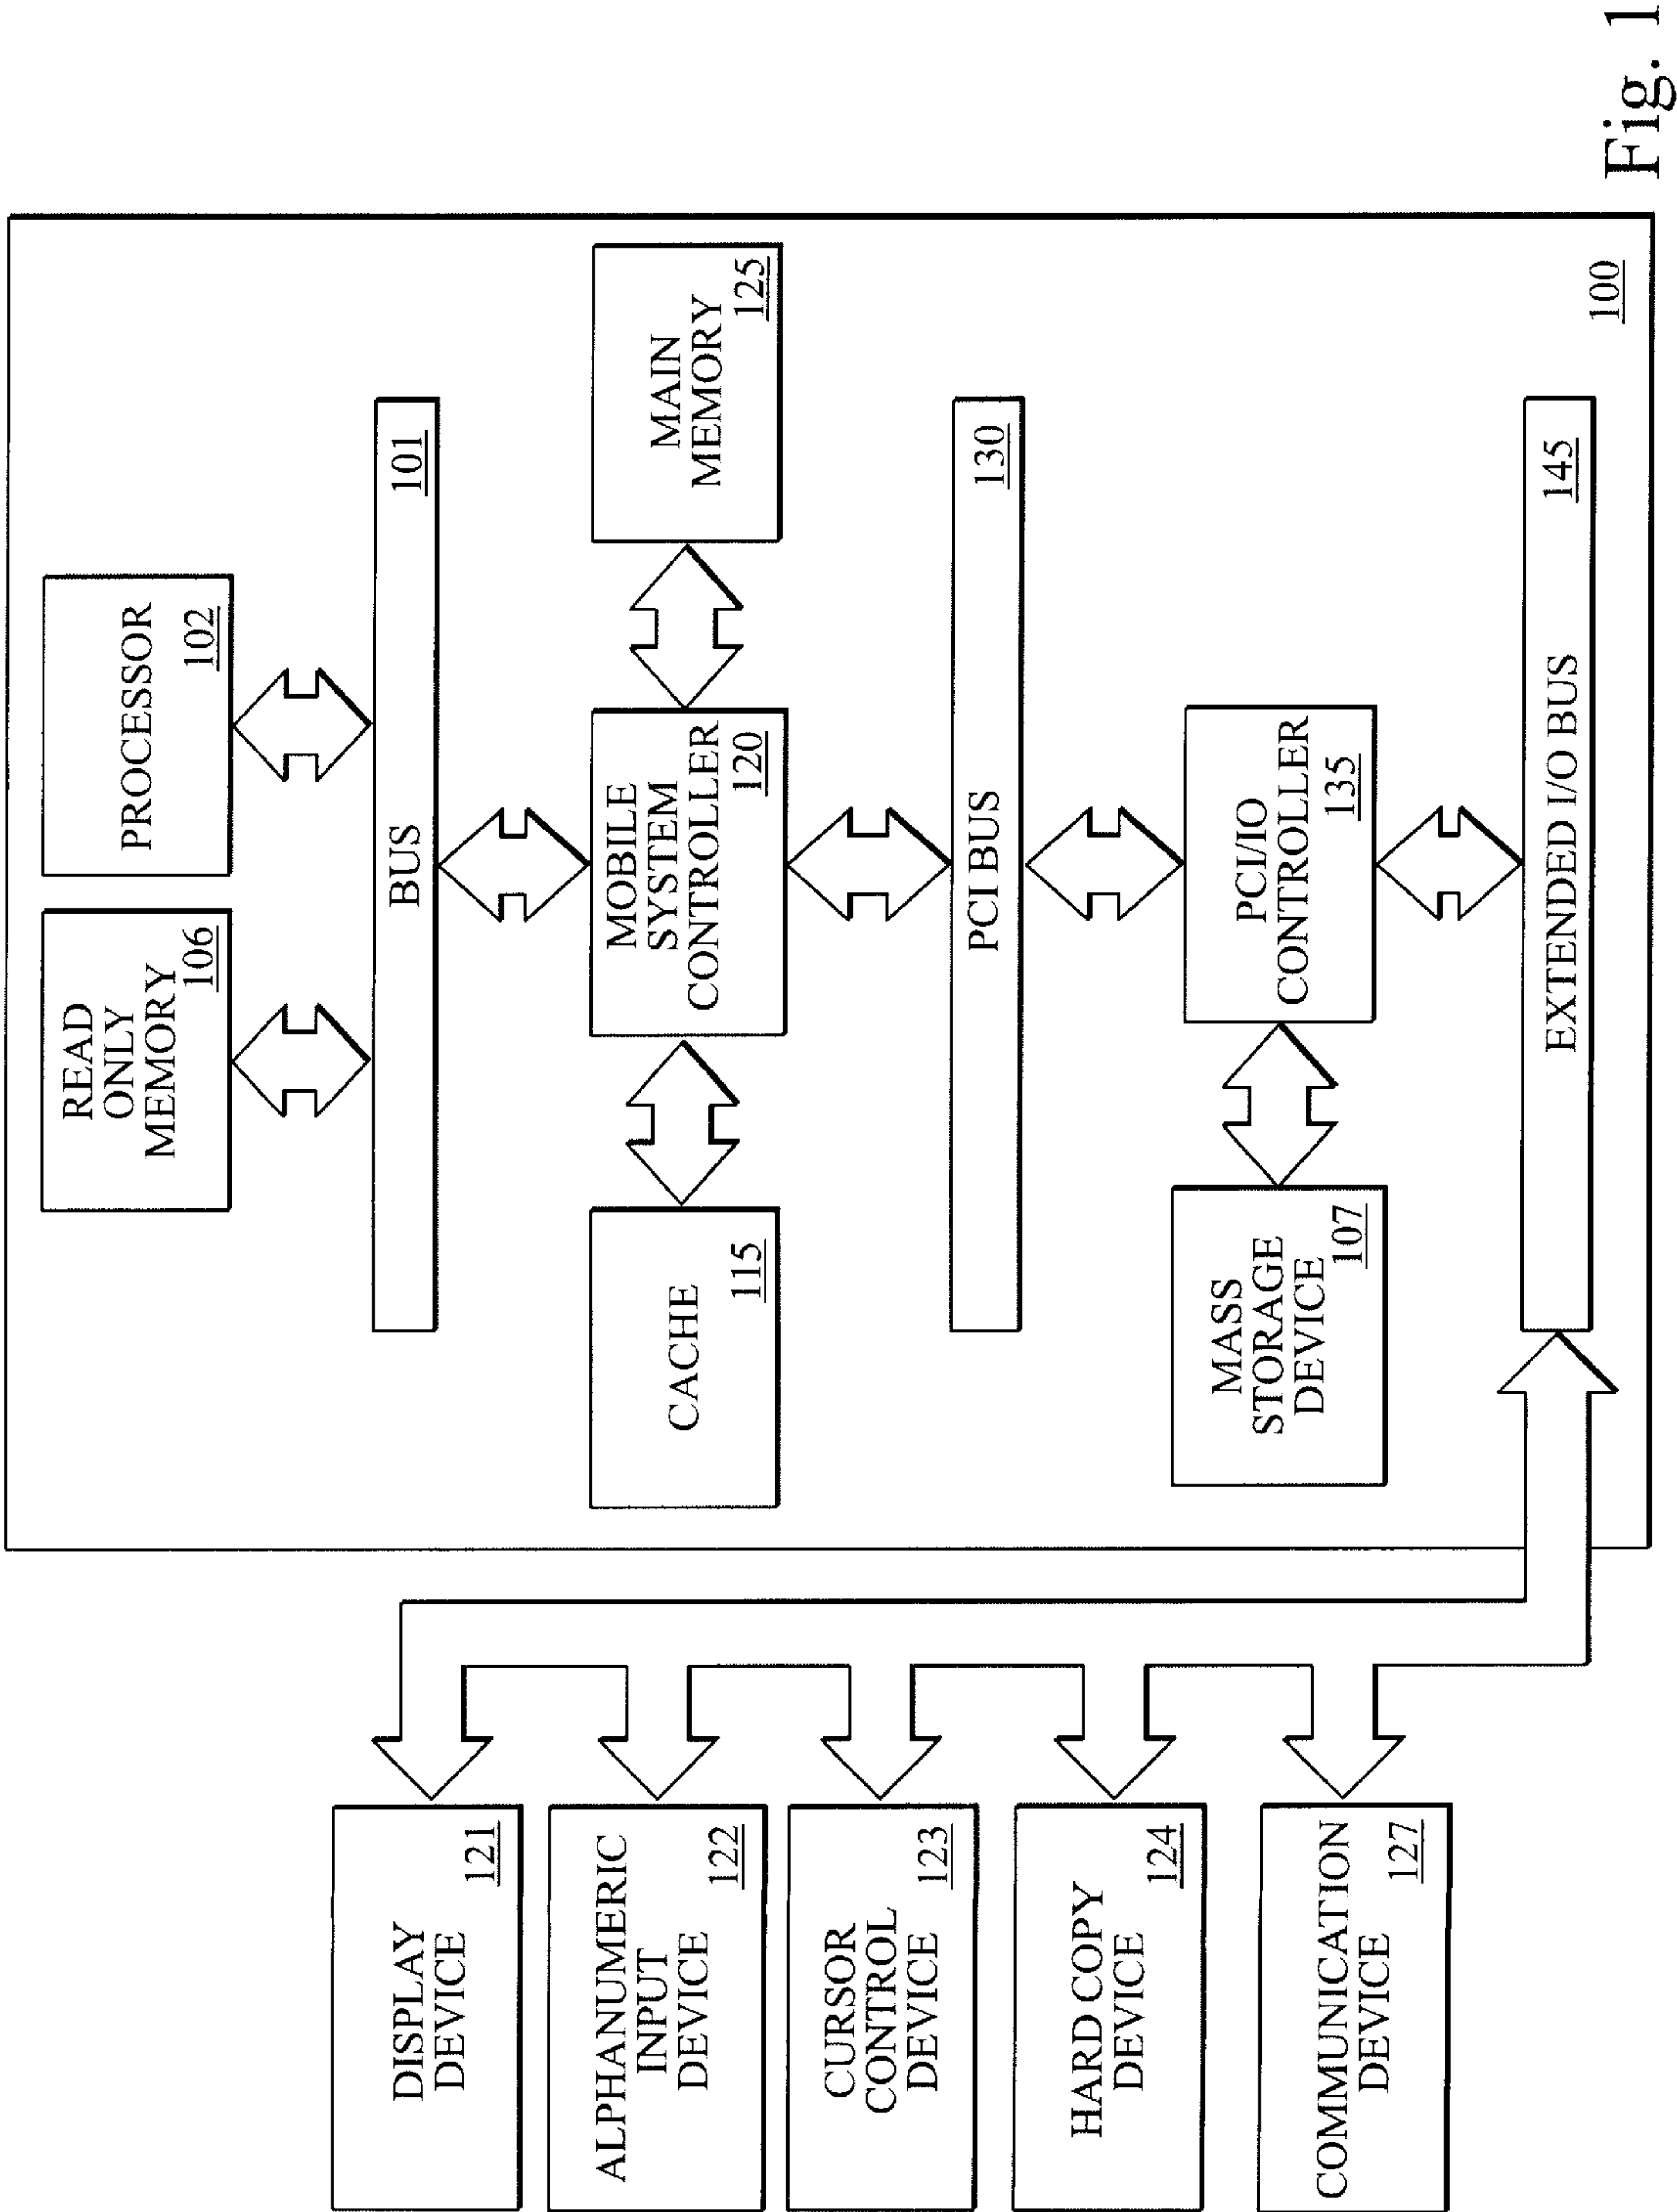 READ
ONLY
MEMORY
106
PROCESSOR
102
BUS
101
CACHE
115
MOBILE
SYSTEM
CONTROLLER
120
MAIN
MEMORY
125
PCI BUS
130
MASS
STORAGE
DEVICE
107
PCI/IO
CONTROLLER
135
EXTENDED I/O BUS
145
100
DISPLAY
DEVICE
121
ALPHANUMERIC
INPUT
DEVICE
122
CURSOR
CONTROL
DEVICE
123
HARD COPY
DEVICE
124
COMMUNICATION
DEVICE
127
Fig. 1